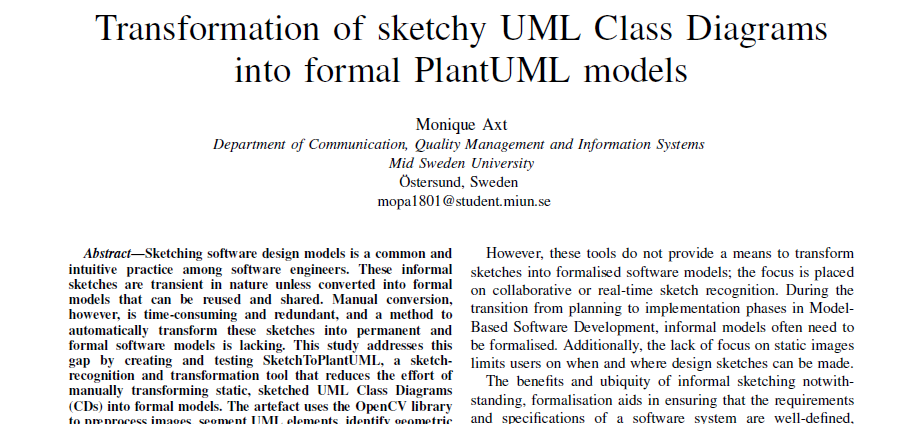 Transformation of sketchy UML Class Diagrams
into formal PlantUML models
Monique Axt
Department of Communication, Quality Management and Information Systems
Mid Sweden University
Östersund, Sweden
mopa1801@student.miun.se
Abstract—Sketching software design models is a common and
intuitive practice among software engineers. These informal
sketches are transient in nature unless converted into formal
models that can be reused and shared. Manual conversion,
however, is time-consuming and redundant, and a method to
automatically transform these sketches into permanent and
formal software models is lacking. This study addresses this
gap by creating and testing SketchToPlantUML, a sketch-
recognition and transformation tool that reduces the effort of
manually transforming static, sketched UML Class Diagrams
(CDs) into formal models. The artefact uses the OpenCV library
to preprocess images, segment UML elements, identify geometric
However, these tools do not provide a means to transform
sketches into formalised software models; the focus is placed
on collaborative or real-time sketch recognition. During the
transition from planning to implementation phases in Model-
Based Software Development, informal models often need to
be formalised. Additionally, the lack of focus on static images
limits users on when and where design sketches can be made.
The benefits and ubiquity of informal sketching notwith-
standing, formalisation aids in ensuring that the requirements
and specifications of a software system are well-defined,